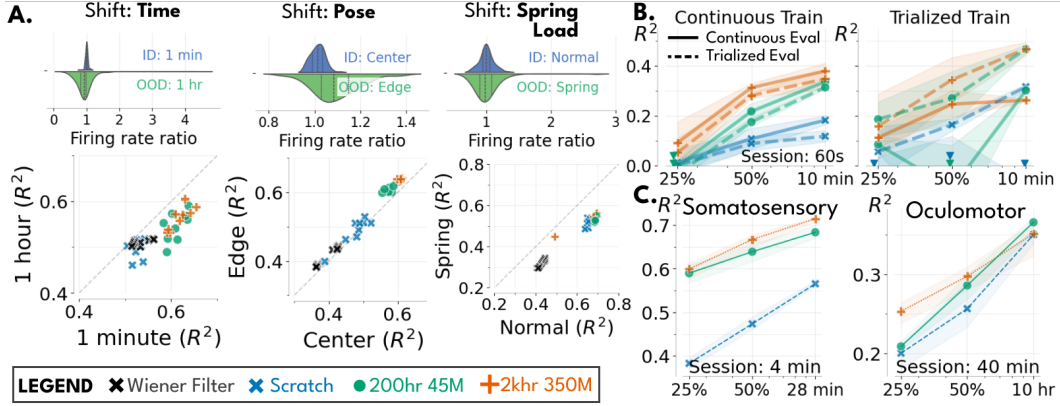 A.
Shift: Time
ID: 1 min
OOD: 1 hr
0 1 2 3 4
Firing rate ratio
Shift: Pose
ID: Center
OOD: Edge
0.8 1.0 1.2 1.4
Firing rate ratio
Shift: Spring
Load
ID: Normal
OOD: Spring
1 2 3
Firing rate ratio
1 hour (R²)
0.6
0.4
0.4 0.6
1 minute (R²)
Edge (R²)
0.6
0.4
0.4 0.6
Center (R²)
Spring (R²)
0.8
0.6
0.4
0.2
0.2 0.4 0.6 0.8
Normal (R²)
B.
Continuous Train
R²
Continuous Eval
Trialized Eval
0.4
0.2
0.0
Session: 60s
25% 50% 10 min
Trialized Train
R²
25% 50% 10 min
C.
R²
Somatosensory
0.7
0.6
0.4
Session: 4 min
25% 50% 28 min
R²
Oculomotor
0.3
0.2
Session: 40 min
25% 50% 10 hr
LEGEND Wiener Filter Scratch 200hr 45M 2khr 350M